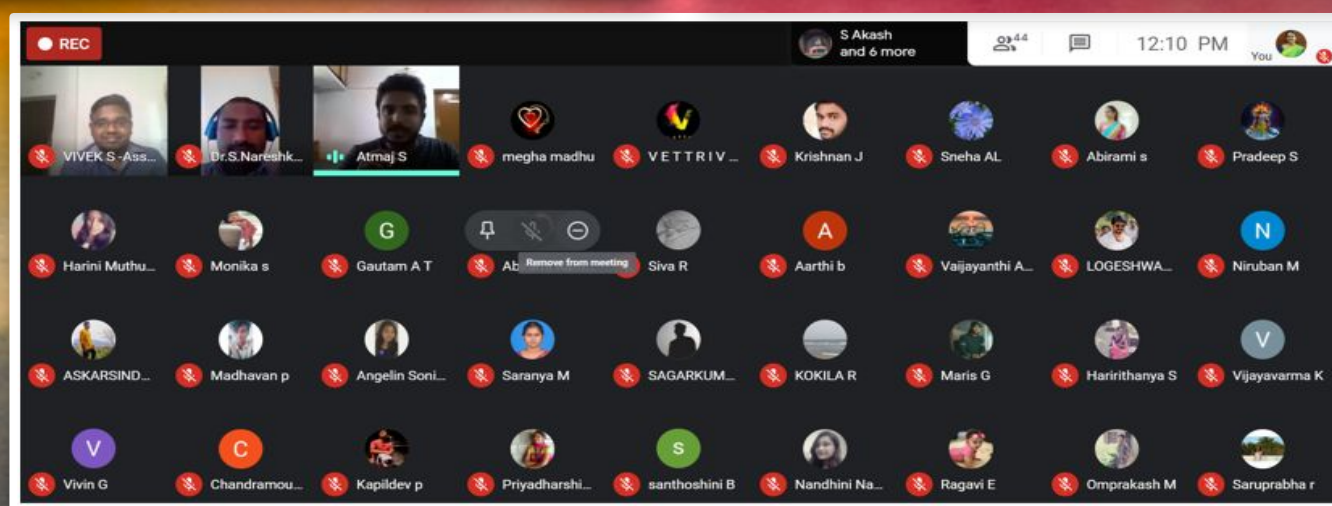 REC
S Akash
and 6 more
44
12:10 PM
You
VIVEK S -Ass...
Dr.S.Nareshk...
Atmaj S
megha madhu
V E T T R I V ...
Krishnan J
Sneha AL
Abirami s
Pradeep S
Harini Muthu...
Monika s
G
Gautam A T
Ab
Remove from meeting
Siva R
A
Aarthi b
Vaijayanthi A...
LOGESHWA...
N
Niruban M
ASKARSIND...
Madhavan p
Angelin Soni...
Saranya M
SAGARKUM...
KOKILA R
Maris G
Haririthanya S
V
Vijayavarma K
V
Vivin G
C
Chandramou...
Kapildev p
Priyadharshi...
s
santhoshini B
Nandhini Na...
Ragavi E
Omprakash M
Saruprabha r